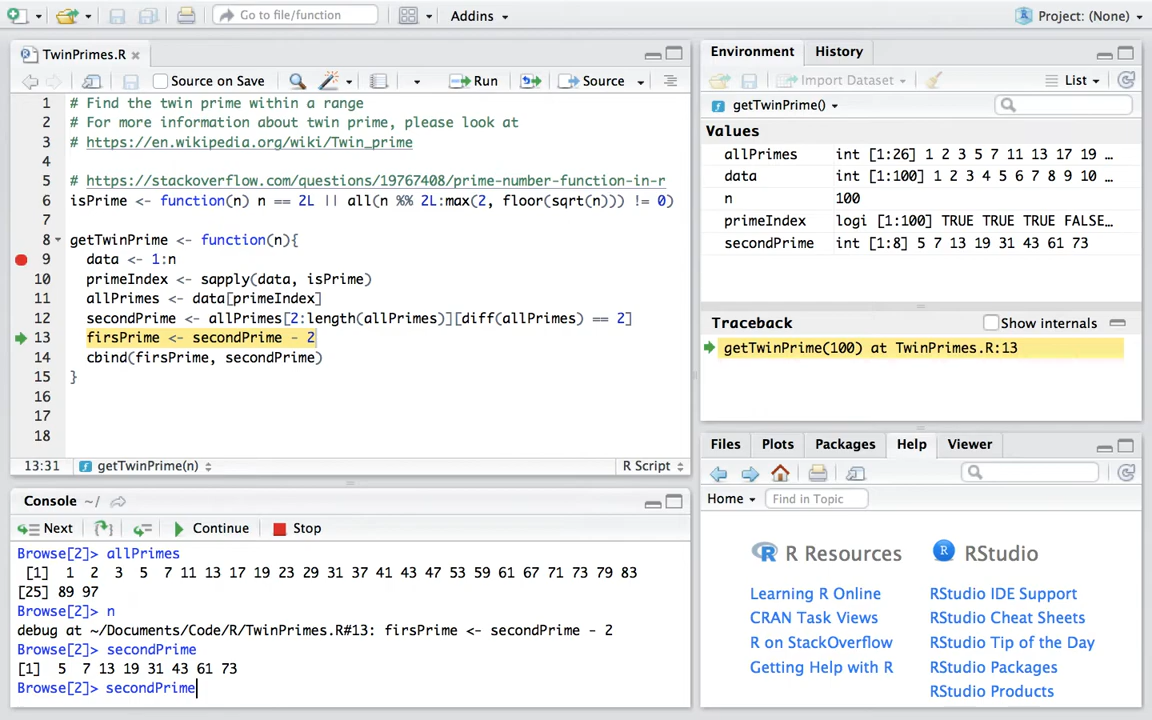 Go to file/function
Addins
Project: (None)
TwinPrimes.R
Source on Save
Run
Source
1 # Find the twin prime within a range
2 # For more information about twin prime, please look at
3 # https://en.wikipedia.org/wiki/Twin_prime
4
5 # https://stackoverflow.com/questions/19767408/prime-number-function-in-r
6 isPrime <- function(n) n == 2L || all(n %% 2L:max(2, floor(sqrt(n))) != 0)
7
8 getTwinPrime <- function(n){
9 data <- 1:n
10 primeIndex <- sapply(data, isPrime)
11 allPrimes <- data[primeIndex]
12 secondPrime <- allPrimes[2:length(allPrimes)][diff(allPrimes) == 2]
13 firsPrime <- secondPrime - 2
14 cbind(firsPrime, secondPrime)
15 }
16
17
18
13:31 getTwinPrime(n) R Script
Console ~/
Next Continue Stop
Browse[2]> allPrimes
[1] 1 2 3 5 7 11 13 17 19 23 29 31 37 41 43 47 53 59 61 67 71 73 79 83
[25] 89 97
Browse[2]> n
debug at ~/Documents/Code/R/TwinPrimes.R#13: firsPrime <- secondPrime - 2
Browse[2]> secondPrime
[1] 5 7 13 19 31 43 61 73
Browse[2]> secondPrime
Environment History
Import Dataset List
getTwinPrime()
Values
allPrimes int [1:26] 1 2 3 5 7 11 13 17 19 …
data int [1:100] 1 2 3 4 5 6 7 8 9 10 …
n 100
primeIndex logi [1:100] TRUE TRUE TRUE FALSE…
secondPrime int [1:8] 5 7 13 19 31 43 61 73
Traceback Show internals
getTwinPrime(100) at TwinPrimes.R:13
Files Plots Packages Help Viewer
Home Find in Topic
R Resources
Learning R Online
CRAN Task Views
R on StackOverflow
Getting Help with R
RStudio
RStudio IDE Support
RStudio Cheat Sheets
RStudio Tip of the Day
RStudio Packages
RStudio Products